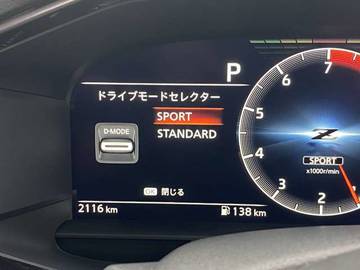 P
ドライブモードセレクター
SPORT
STANDARD
D-MODE
OK 閉じる
2116 km
138 km
7
6
5
4
3
2
Z
SPORT
x1000r/min